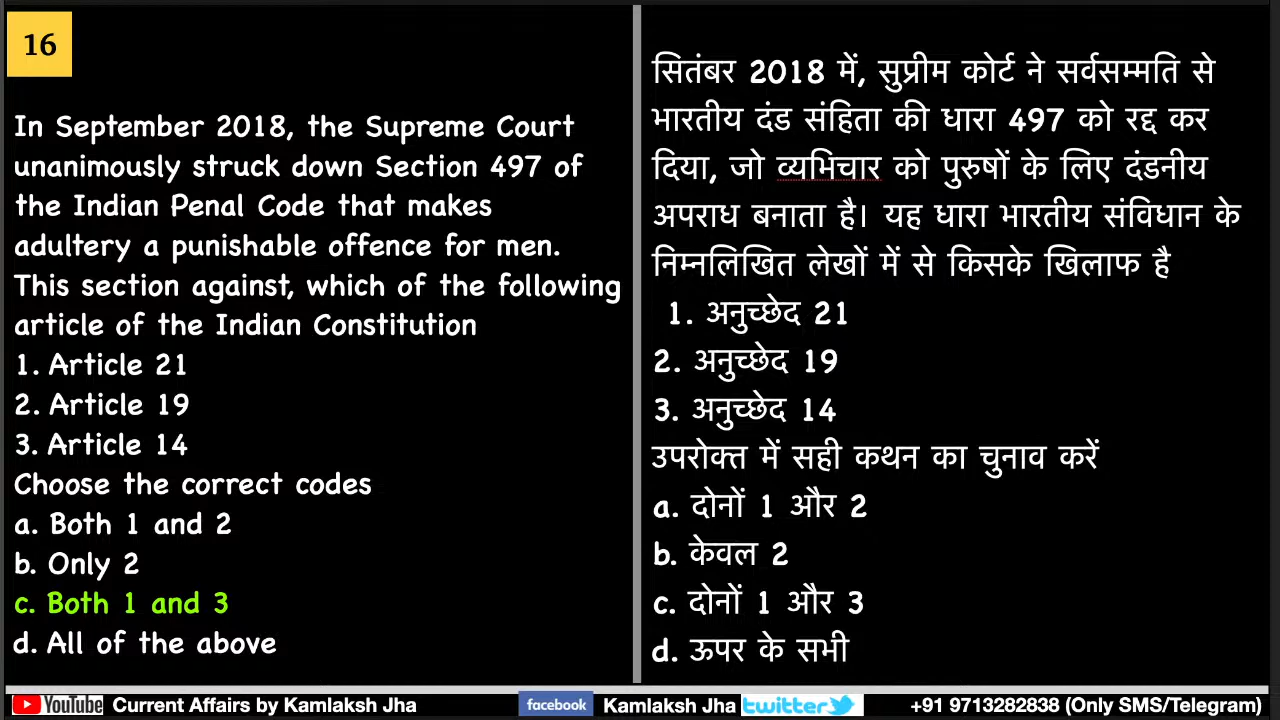 16
In September 2018, the Supreme Court
unanimously struck down Section 497 of
the Indian Penal Code that makes
adultery a punishable offence for men.
This section against, which of the following
article of the Indian Constitution
1. Article 21
2. Article 19
3. Article 14
Choose the correct codes
a. Both 1 and 2
b. Only 2
c. Both 1 and 3
d. All of the above
सितंबर 2018 में, सुप्रीम कोर्ट ने सर्वसम्मति से
भारतीय दंड संहिता की धारा 497 को रद्द कर
दिया, जो व्यभिचार को पुरुषों के लिए दंडनीय
अपराध बनाता है। यह धारा भारतीय संविधान के
निम्नलिखित लेखों में से किसके खिलाफ है
1. अनुच्छेद 21
2. अनुच्छेद 19
3. अनुच्छेद 14
उपरोक्त में सही कथन का चुनाव करें
a. दोनों 1 और 2
b. केवल 2
c. दोनों 1 और 3
d. ऊपर के सभी
YouTube Current Affairs by Kamlaksh Jha facebook Kamlaksh Jha twitter +91 9713282838 (Only SMS/Telegram)